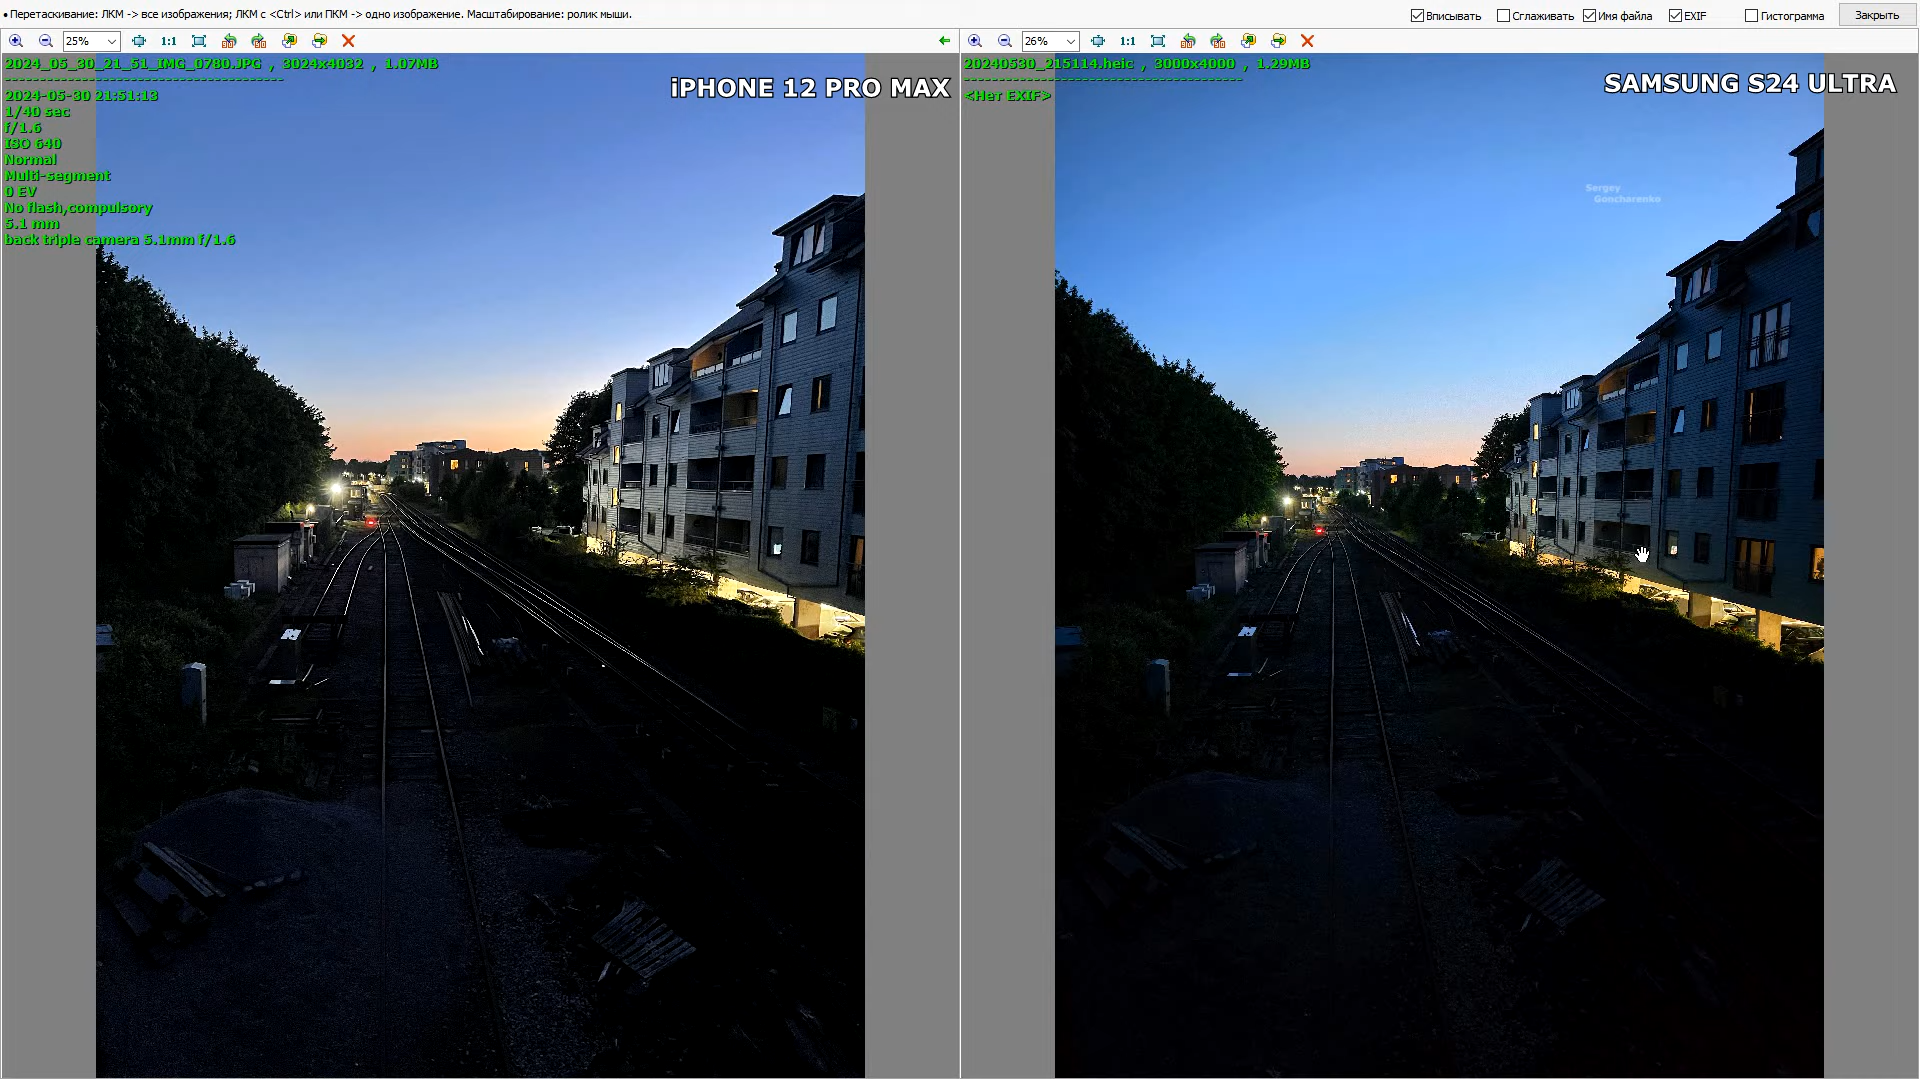 •Перетаскивание: ЛКМ -> все изображения; ЛКМ с <Ctrl> или ПКМ -> одно изображение. Масштабирование: ролик мыши.
Вписывать Сглаживать Имя файла EXIF Гистограмма Закрыть
25% 1:1
26% 1:1
2024_05_30_21_51_IMG_0780.JPG , 3024x4032 , 1.07MB
----------------------------------------
2024-05-30 21:51:13
1/40 sec
f/1.6
ISO 640
Normal
Multi-segment
0 EV
No flash,compulsory
5.1 mm
back triple camera 5.1mm f/1.6
iPHONE 12 PRO MAX
20240530_215114.heic , 3000x4000 , 1.29MB
----------------------------------------
<Нет EXIF>
SAMSUNG S24 ULTRA
Sergey
Goncharenko